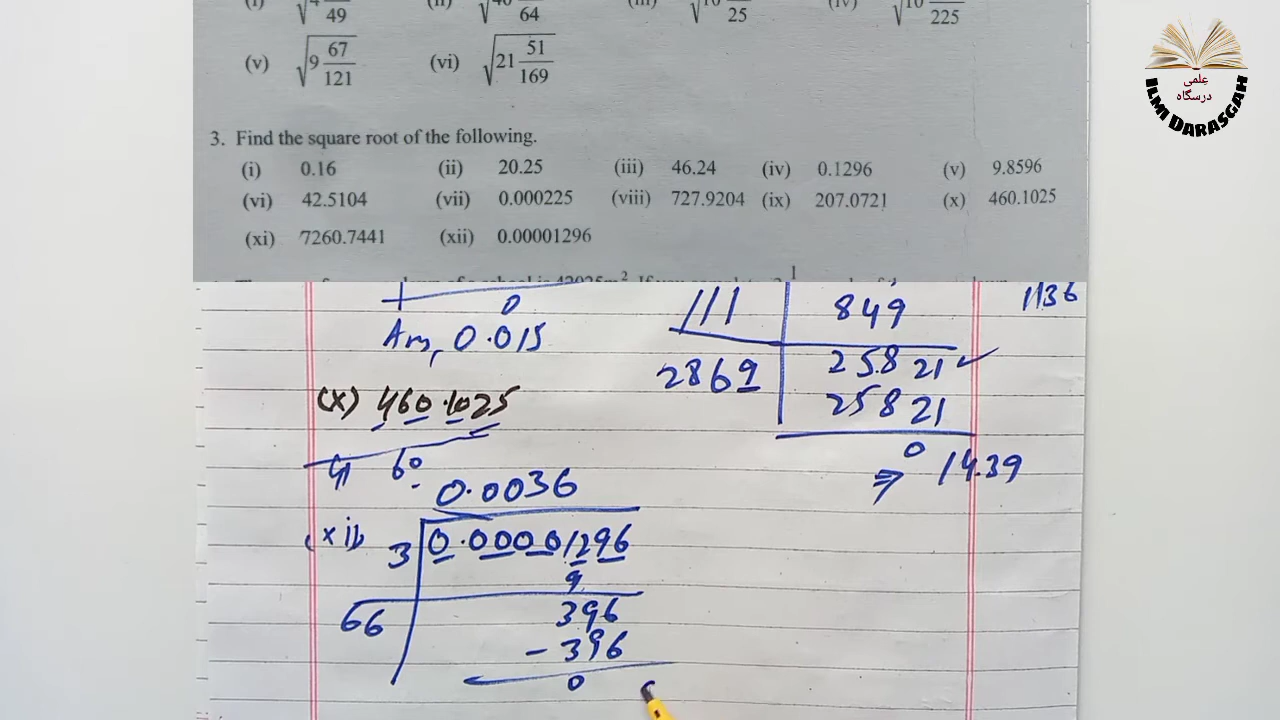 (v) √9 67/121 (vi) √21 51/169
3. Find the square root of the following.
(i) 0.16 (ii) 20.25 (iii) 46.24 (iv) 0.1296 (v) 9.8596
(vi) 42.5104 (vii) 0.000225 (viii) 727.9204 (ix) 207.0721 (x) 460.1025
(xi) 7260.7441 (xii) 0.00001296
علمی
درسگاه
ILM DARASGAH
0
Ans, 0.015
(x) 460.1025
60
0.0036
(xii) 3 0.00001296
9
66 396
- 396
0
111 849 1136
2869 25821
25821
0
⇒ 14.39